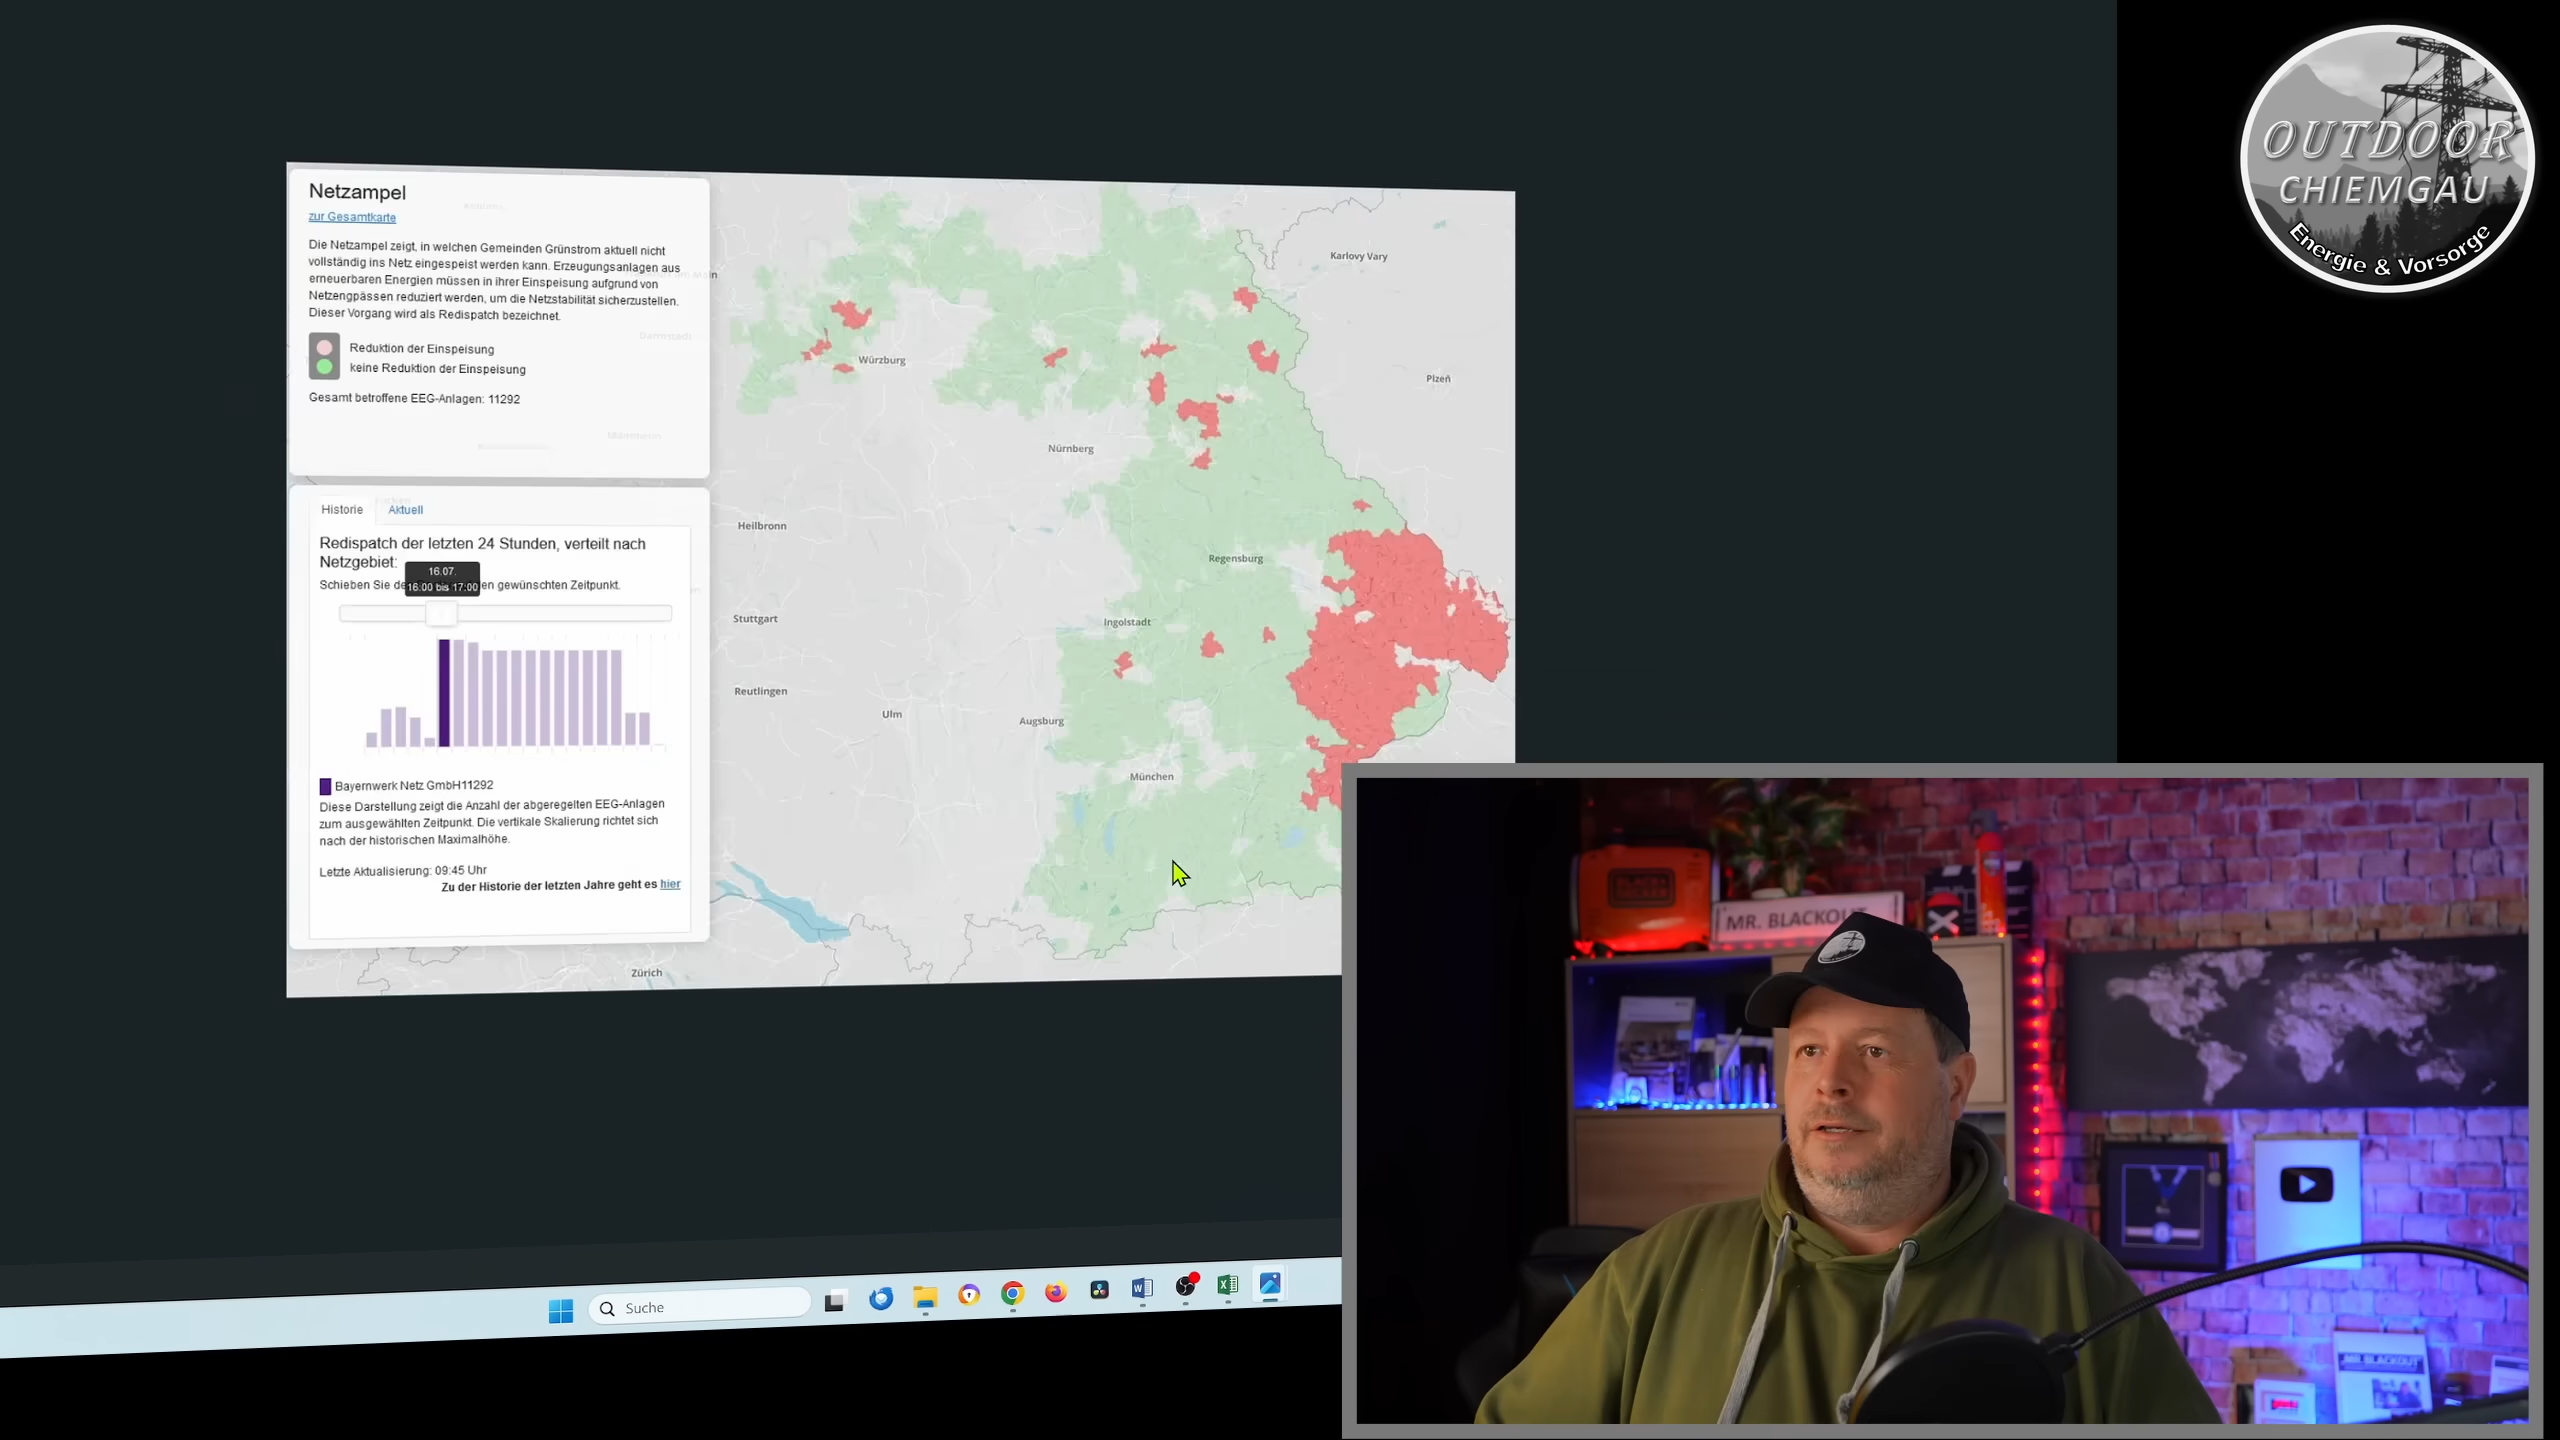 OUTDOOR
CHIEMGAU
Energie & Vorsorge
Netzampel
zur Gesamtkarte
Die Netzampel zeigt, in welchen Gemeinden Grünstrom aktuell nicht
vollständig ins Netz eingespeist werden kann. Erzeugungsanlagen aus
erneuerbaren Energien müssen in ihrer Einspeisung aufgrund von
Netzengpässen reduziert werden, um die Netzstabilität sicherzustellen.
Dieser Vorgang wird als Redispatch bezeichnet.
Reduktion der Einspeisung
keine Reduktion der Einspeisung
Gesamt betroffene EEG-Anlagen: 11292
Darmstadt
Mannheim
Historie
Aktuell
Redispatch der letzten 24 Stunden, verteilt nach
Netzgebiet:
16.07.
16:00 bis 17:00
Schieben Sie de
en gewünschten Zeitpunkt.
Bayernwerk Netz GmbH11292
Diese Darstellung zeigt die Anzahl der abgeregelten EEG-Anlagen
zum ausgewählten Zeitpunkt. Die vertikale Skalierung richtet sich
nach der historischen Maximalhöhe.
Letzte Aktualisierung: 09:45 Uhr
Zu der Historie der letzten Jahre geht es hier
Karlovy Vary
Würzburg
Plzeň
Nürnberg
Heilbronn
Regensburg
Stuttgart
Ingolstadt
Reutlingen
Ulm
Augsburg
München
Zürich
Suche
MR. BLACKOUT
MR. BLACKOUT